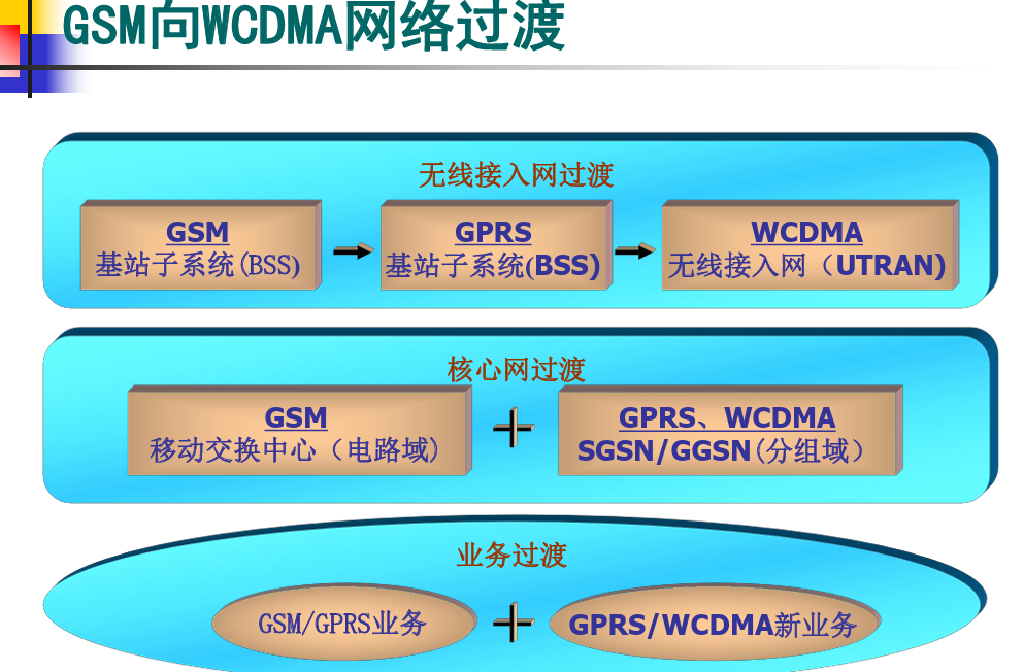 GSM向WCDMA网络过渡
无线接入网过渡
GSM
基站子系统(BSS)
GPRS
基站子系统(BSS)
WCDMA
无线接入网（UTRAN)
核心网过渡
GSM
移动交换中心（电路域)
GPRS、WCDMA
SGSN/GGSN(分组域）
业务过渡
GSM/GPRS业务
GPRS/WCDMA新业务